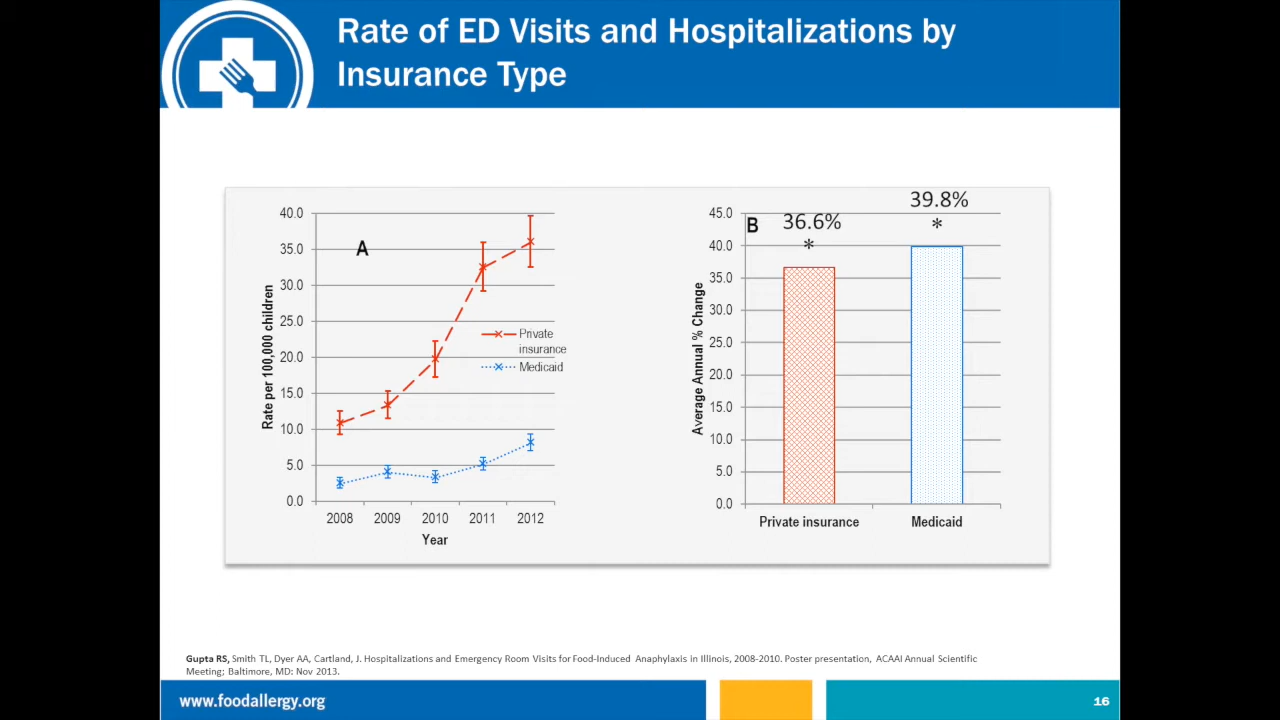 Rate of ED Visits and Hospitalizations by
Insurance Type
40.0
35.0
30.0
25.0
20.0
15.0
10.0
5.0
0.0
Rate per 100,000 children
A
Private
insurance
Medicaid
2008 2009 2010 2011 2012
Year
45.0
40.0
35.0
30.0
25.0
20.0
15.0
10.0
5.0
0.0
Average Annual % Change
B
36.6%
*
39.8%
*
Private insurance Medicaid
Gupta RS, Smith TL, Dyer AA, Cartland, J. Hospitalizations and Emergency Room Visits for Food-Induced Anaphylaxis in Illinois, 2008-2010. Poster presentation, ACAAI Annual Scientific
Meeting; Baltimore, MD: Nov 2013.
www.foodallergy.org
16